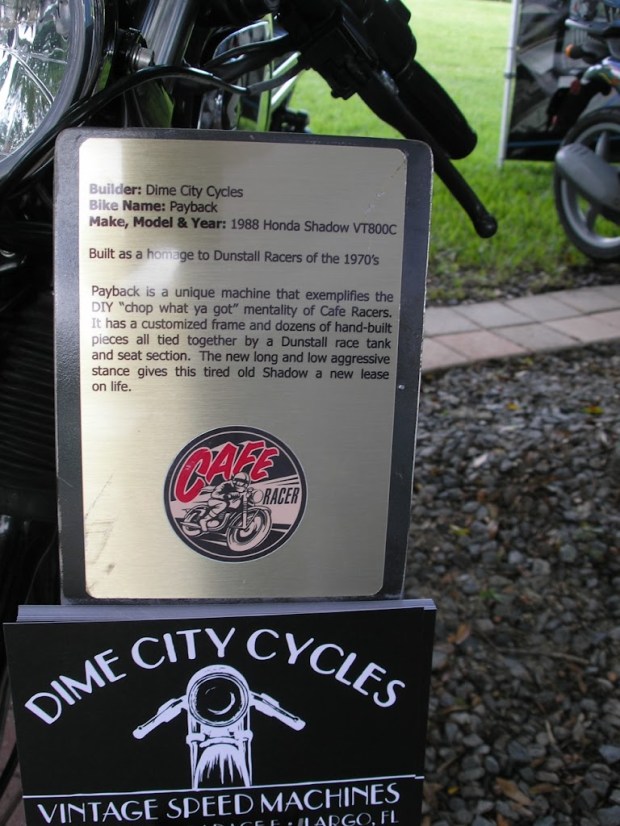 Builder: Dime City Cycles
Bike Name: Payback
Make, Model & Year: 1988 Honda Shadow VT800C
Built as a homage to Dunstall Racers of the 1970's
Payback is a unique machine that exemplifies the
DIY "chop what ya got" mentality of Cafe Racers.
It has a customized frame and dozens of hand-built
pieces all tied together by a Dunstall race tank
and seat section. The new long and low aggressive
stance gives this tired old Shadow a new lease
on life.
CAFE
RACER
DIME CITY CYCLES
VINTAGE SPEED MACHINES
LARGO, FL